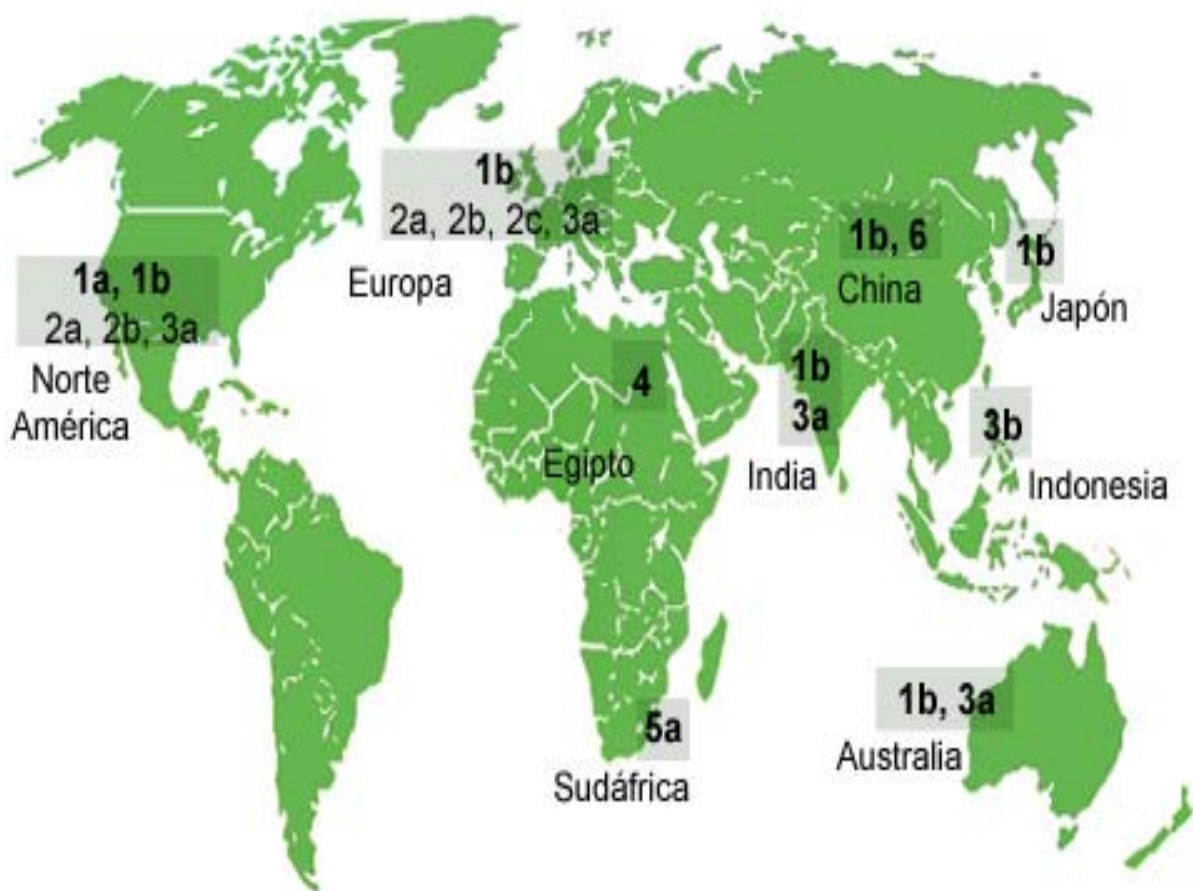 1b
2a, 2b, 2c, 3a
Europa
1a, 1b
2a, 2b, 3a
Norte
América
1b, 6
China
1b
Japón
4
Egipto
1b
3a
India
3b
Indonesia
5a
Sudáfrica
1b, 3a
Australia